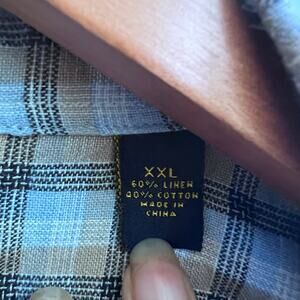 XXL
60% LINEN
40% COTTON
MADE IN
CHINA